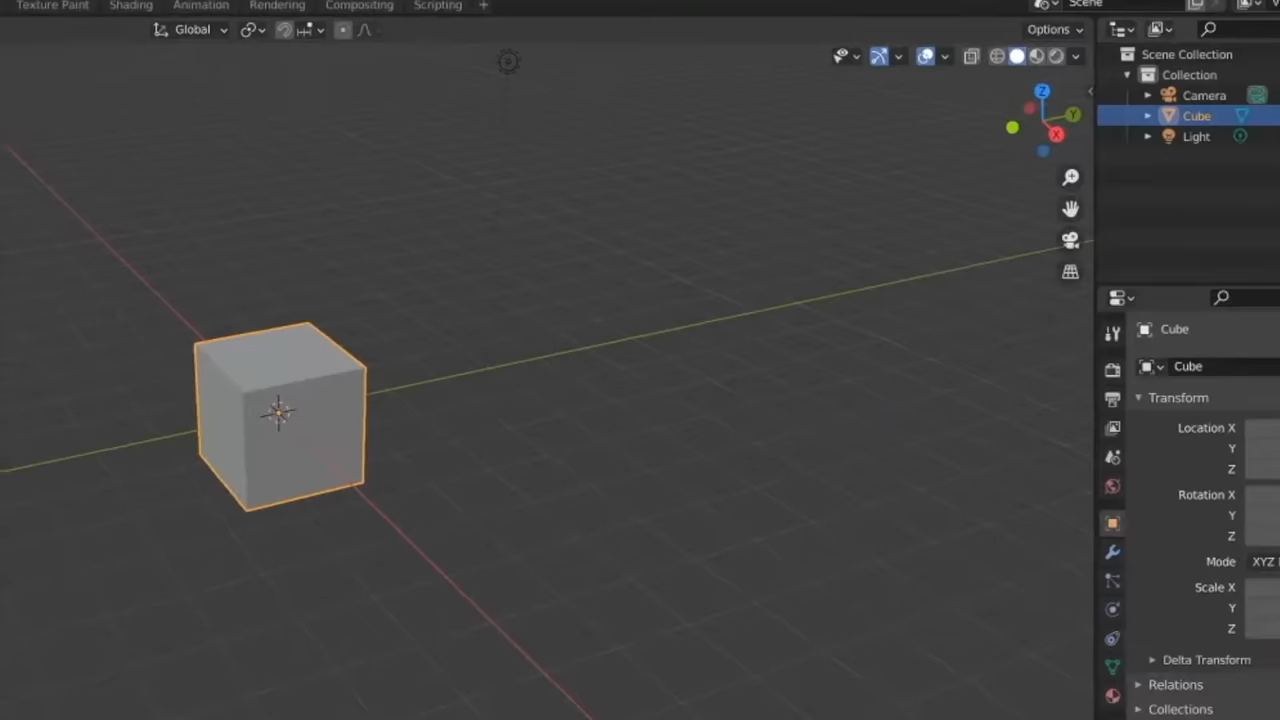 Texture Paint Shading Animation Rendering Compositing Scripting + Scene
Global Options
Scene Collection
Collection
Camera
Cube
Light
Z
Y
X
Cube
Cube
Transform
Location X
Y
Z
Rotation X
Y
Z
Mode XYZ
Scale X
Y
Z
Delta Transform
Relations
Collections